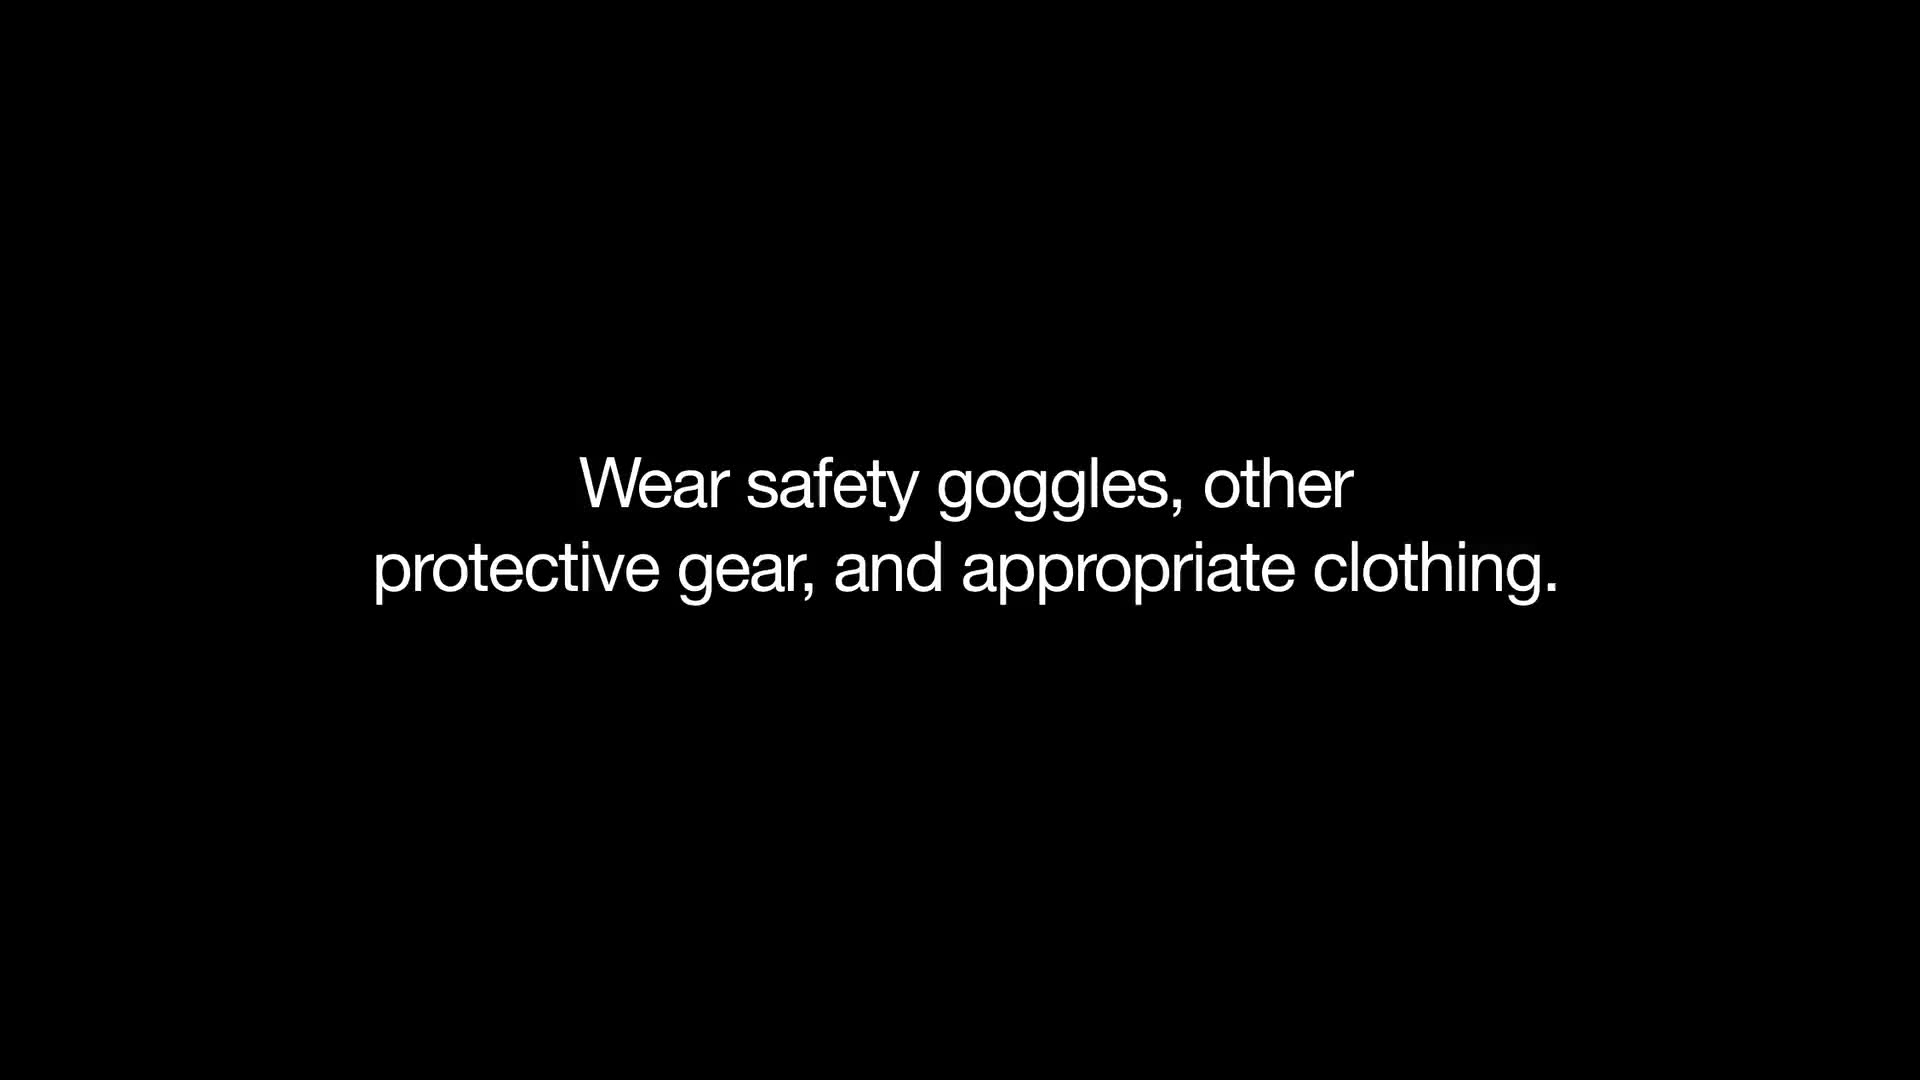 Wear safety goggles, other
protective gear, and appropriate clothing.